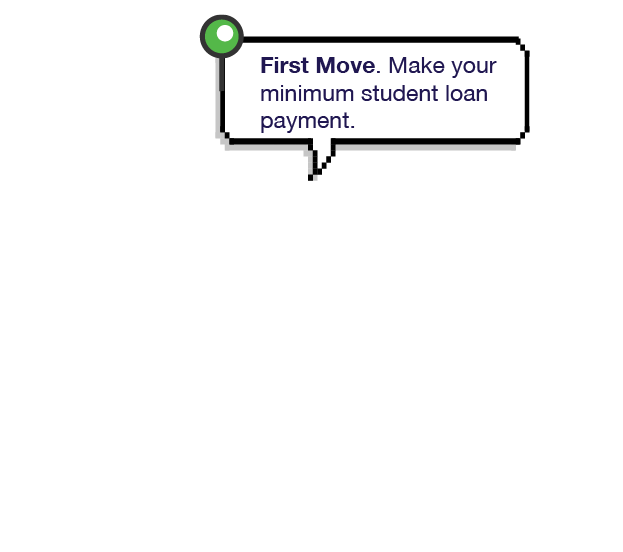 First Move. Make your
minimum student loan
payment.